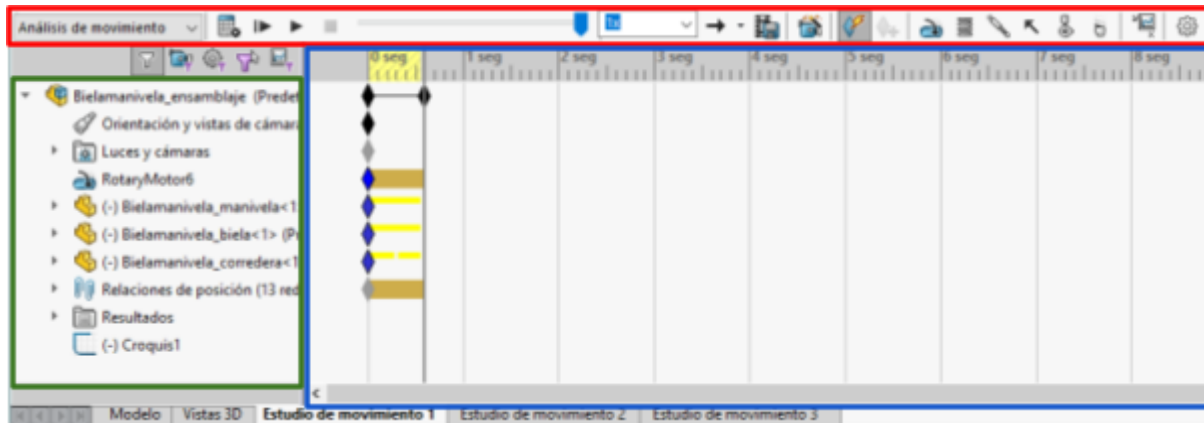 Análisis de movimiento 1x
0 seg 1 seg 2 seg 3 seg 4 seg 5 seg 6 seg 7 seg 8 seg
Bielamanivela_ensamblaje (Predet
Orientación y vistas de cámara
Luces y cámaras
RotaryMotor6
(-) Bielamanivela_manivela<1>
(-) Bielamanivela_biela<1> (Pr
(-) Bielamanivela_corredera<1
Relaciones de posición (13 red
Resultados
(-) Croquis1
Modelo Vistas 3D Estudio de movimiento 1 Estudio de movimiento 2 Estudio de movimiento 3